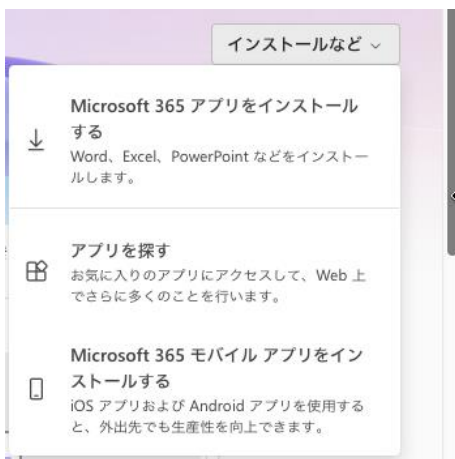 インストールなど
Microsoft 365 アプリをインストール
する
Word、Excel、PowerPoint などをインストー
ルします。
アプリを探す
お気に入りのアプリにアクセスして、Web 上
でさらに多くのことを行います。
Microsoft 365 モバイル アプリをイン
ストールする
iOS アプリおよび Android アプリを使用する
と、外出先でも生産性を向上できます。